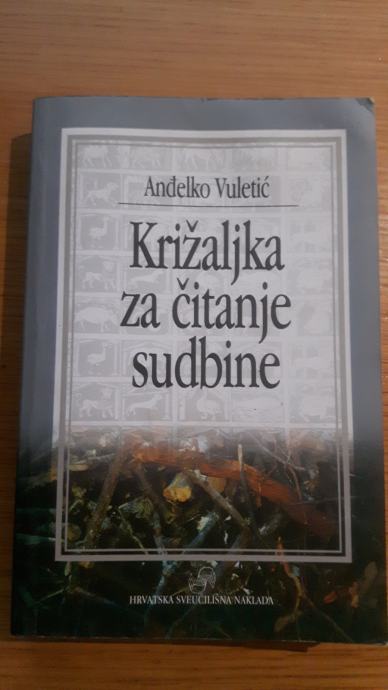 Anđelko Vuletić
Križaljka
za čitanje
sudbine
HRVATSKA SVEUČILIŠNA NAKLADA